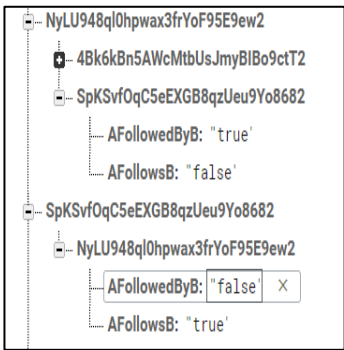 NyLU948ql0hpwax3frYoF95E9ew2
4Bk6kBn5AWcMtbUsJmyBIBo9ctT2
SpKSvfOqC5eEXGB8qzUeu9Yo8682
AFollowedByB: "true"
AFollowsB: "false"
SpKSvfOqC5eEXGB8qzUeu9Yo8682
NyLU948ql0hpwax3frYoF95E9ew2
AFollowedByB: "false" ×
AFollowsB: "true"